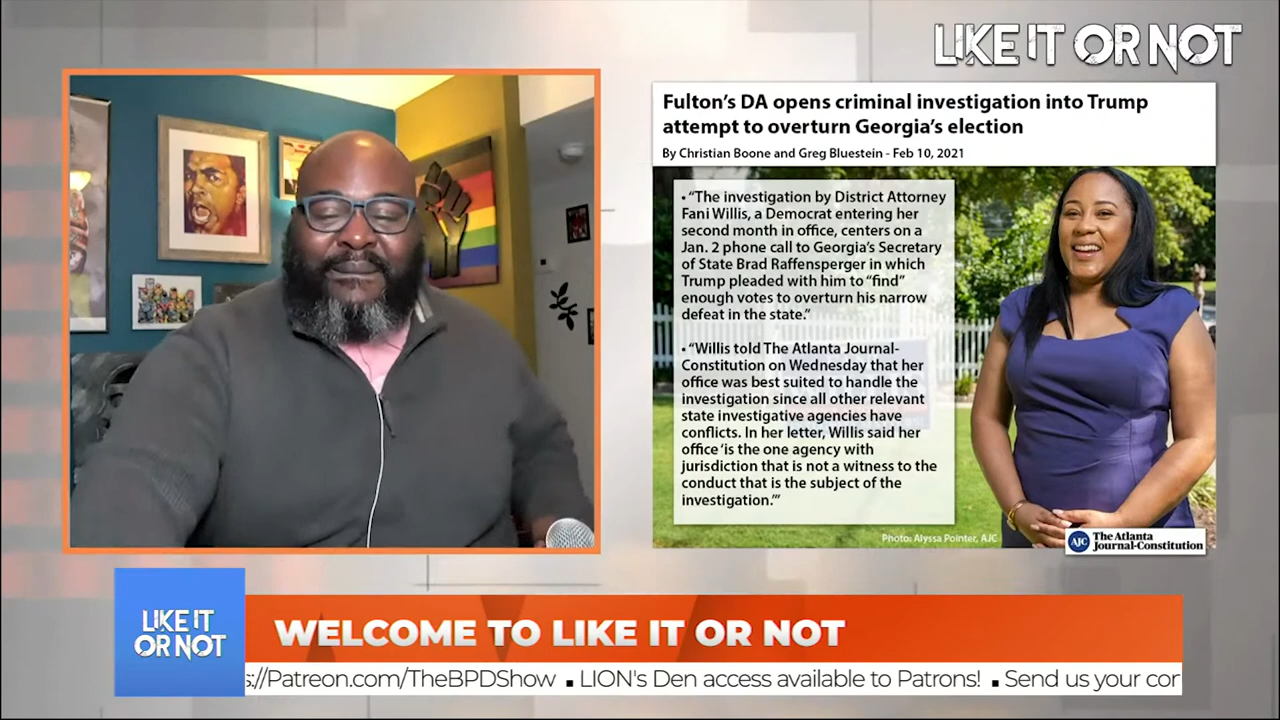 LIKE IT OR NOT
Fulton's DA opens criminal investigation into Trump
attempt to overturn Georgia's election
By Christian Boone and Greg Bluestein - Feb 10, 2021
• “The investigation by District Attorney
Fani Willis, a Democrat entering her
second month in office, centers on a
Jan. 2 phone call to Georgia's Secretary
of State Brad Raffensperger in which
Trump pleaded with him to “find”
enough votes to overturn his narrow
defeat in the state.”
• “Willis told The Atlanta Journal-
Constitution on Wednesday that her
office was best suited to handle the
investigation since all other relevant
state investigative agencies have
conflicts. In her letter, Willis said her
office ‘is the one agency with
jurisdiction that is not a witness to the
conduct that is the subject of the
investigation.’”
Photo: Alyssa Pointer, AJC
AJC The Atlanta
Journal-Constitution
LIKE IT
OR NOT
WELCOME TO LIKE IT OR NOT
s://Patreon.com/TheBPDShow ▪ LION's Den access available to Patrons! ▪ Send us your cor